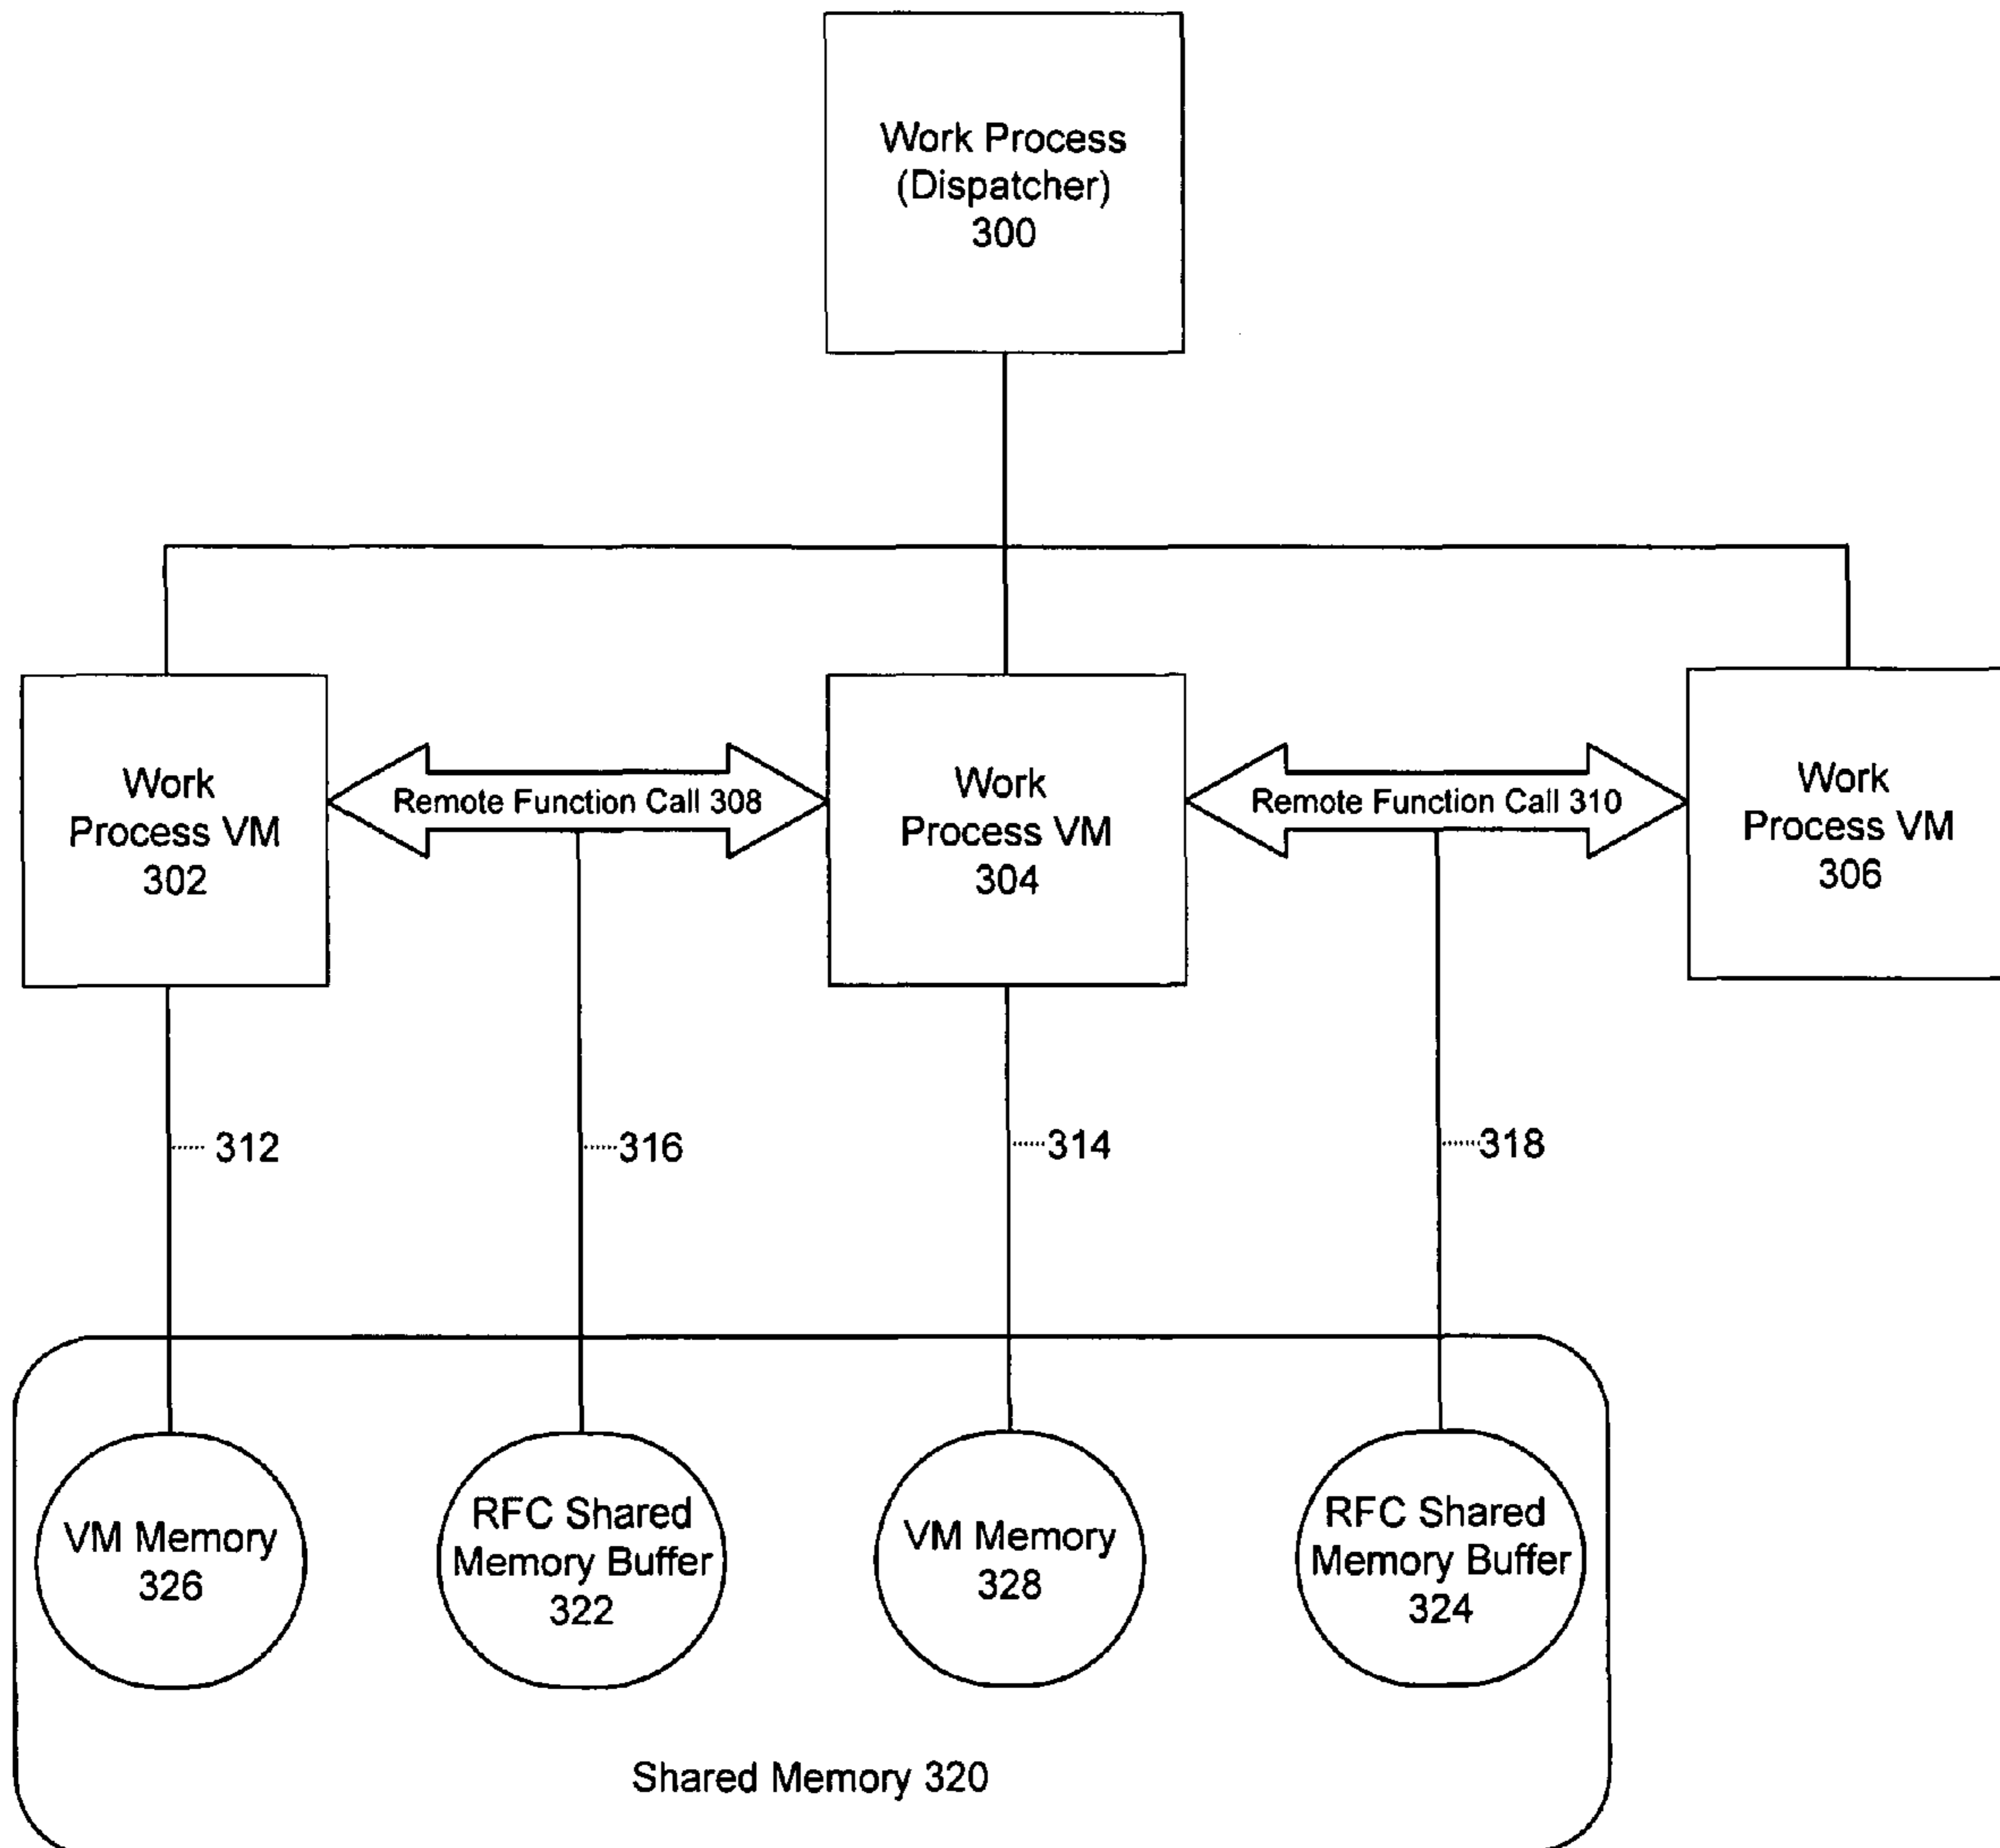 Work Process
(Dispatcher)
300
Work
Process VM
302
Remote Function Call 308
Work
Process VM
304
Remote Function Call 310
Work
Process VM
306
312
316
314
318
VM Memory
326
RFC Shared
Memory Buffer
322
VM Memory
328
RFC Shared
Memory Buffer
324
Shared Memory 320